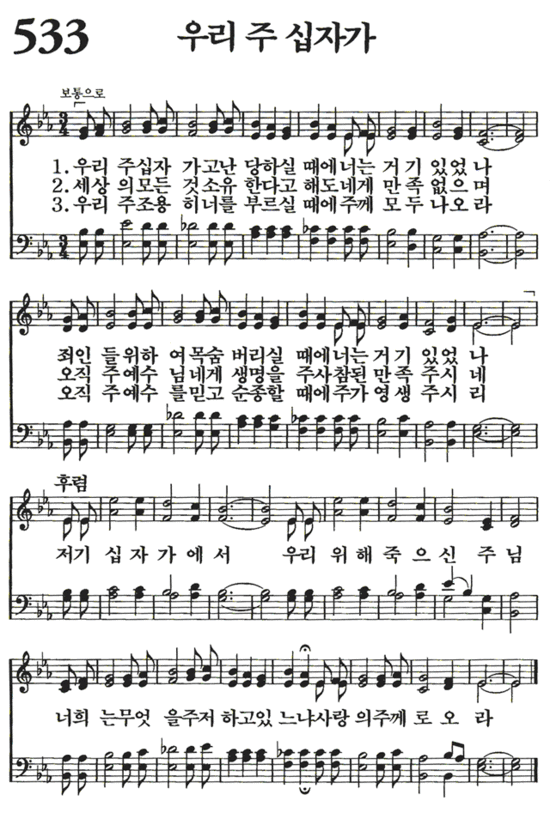 533 우리 주 십자가
보통으로
1. 우리 주십자 가고난 당하실 때에너는 거 기 있었 나
2. 세상 의모든 것소유 한다고 해도네게 만 족 없으 며
3. 우리 주조용 히너를 부르실 때에주께 모 두 나오 라
죄인 들위하 여목숨 버리실 때에너는 거 기 있었 나
오직 주예수 님네게 생명을 주사참된 만 족 주시 네
오직 주예수 를믿고 순종할 때에주가 영 생 주시 리
후렴
저기 십 자 가 에 서 우리 위 해 죽 으 신 주 님
너희 는무엇 을주저 하고있 느냐사랑 의주께 로 오 라